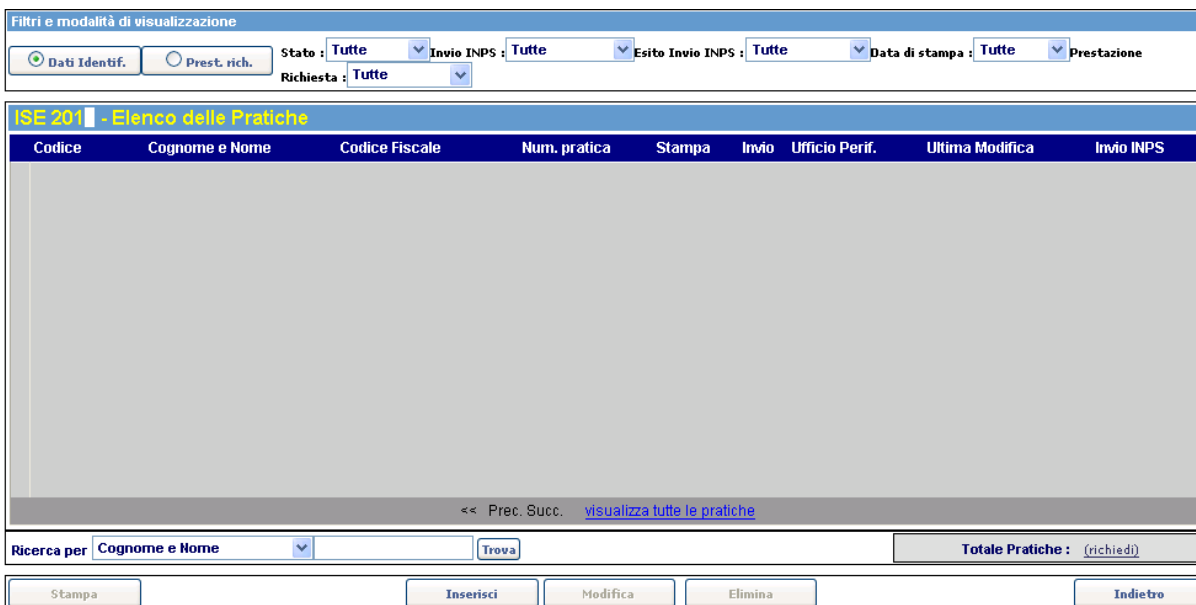 Filtri e modalità di visualizzazione
Dati Identif. Prest. rich. Stato : Tutte Invio INPS : Tutte Esito Invio INPS : Tutte Data di stampa : Tutte Prestazione
Richiesta : Tutte
ISE 201 - Elenco delle Pratiche
Codice Cognome e Nome Codice Fiscale Num. pratica Stampa Invio Ufficio Perif. Ultima Modifica Invio INPS
<< Prec. Succ. visualizza tutte le pratiche
Ricerca per Cognome e Nome Trova Totale Pratiche : (richiedi)
Stampa Inserisci Modifica Elimina Indietro